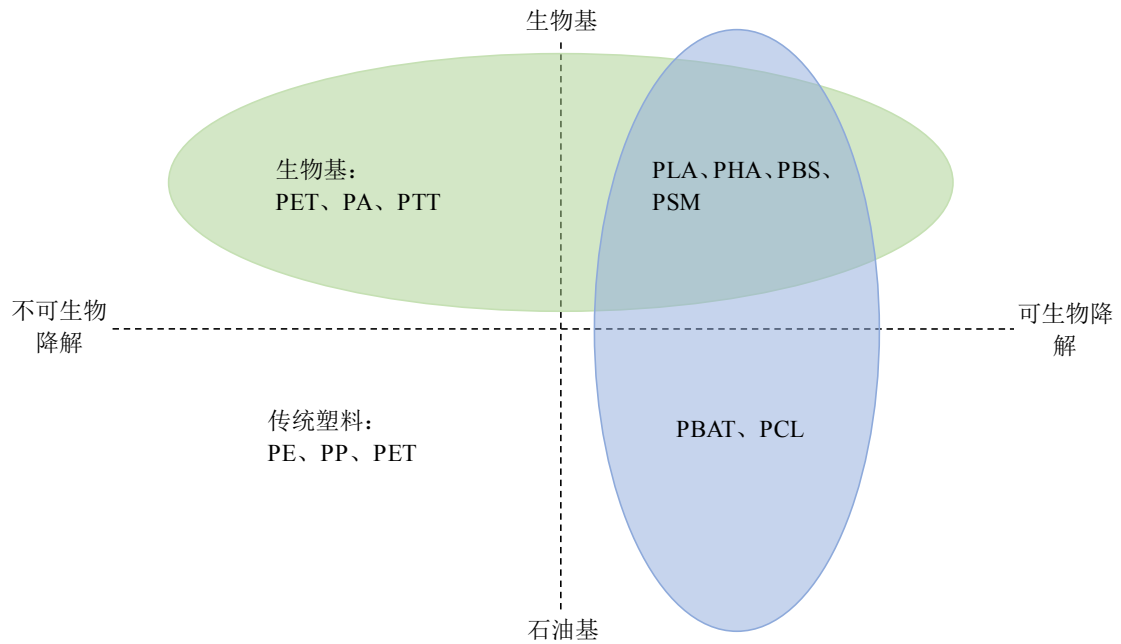 生物基
生物基：
PET、PA、PTT
PLA、PHA、PBS、
PSM
不可生物
降解
可生物降
解
传统塑料：
PE、PP、PET
PBAT、PCL
石油基